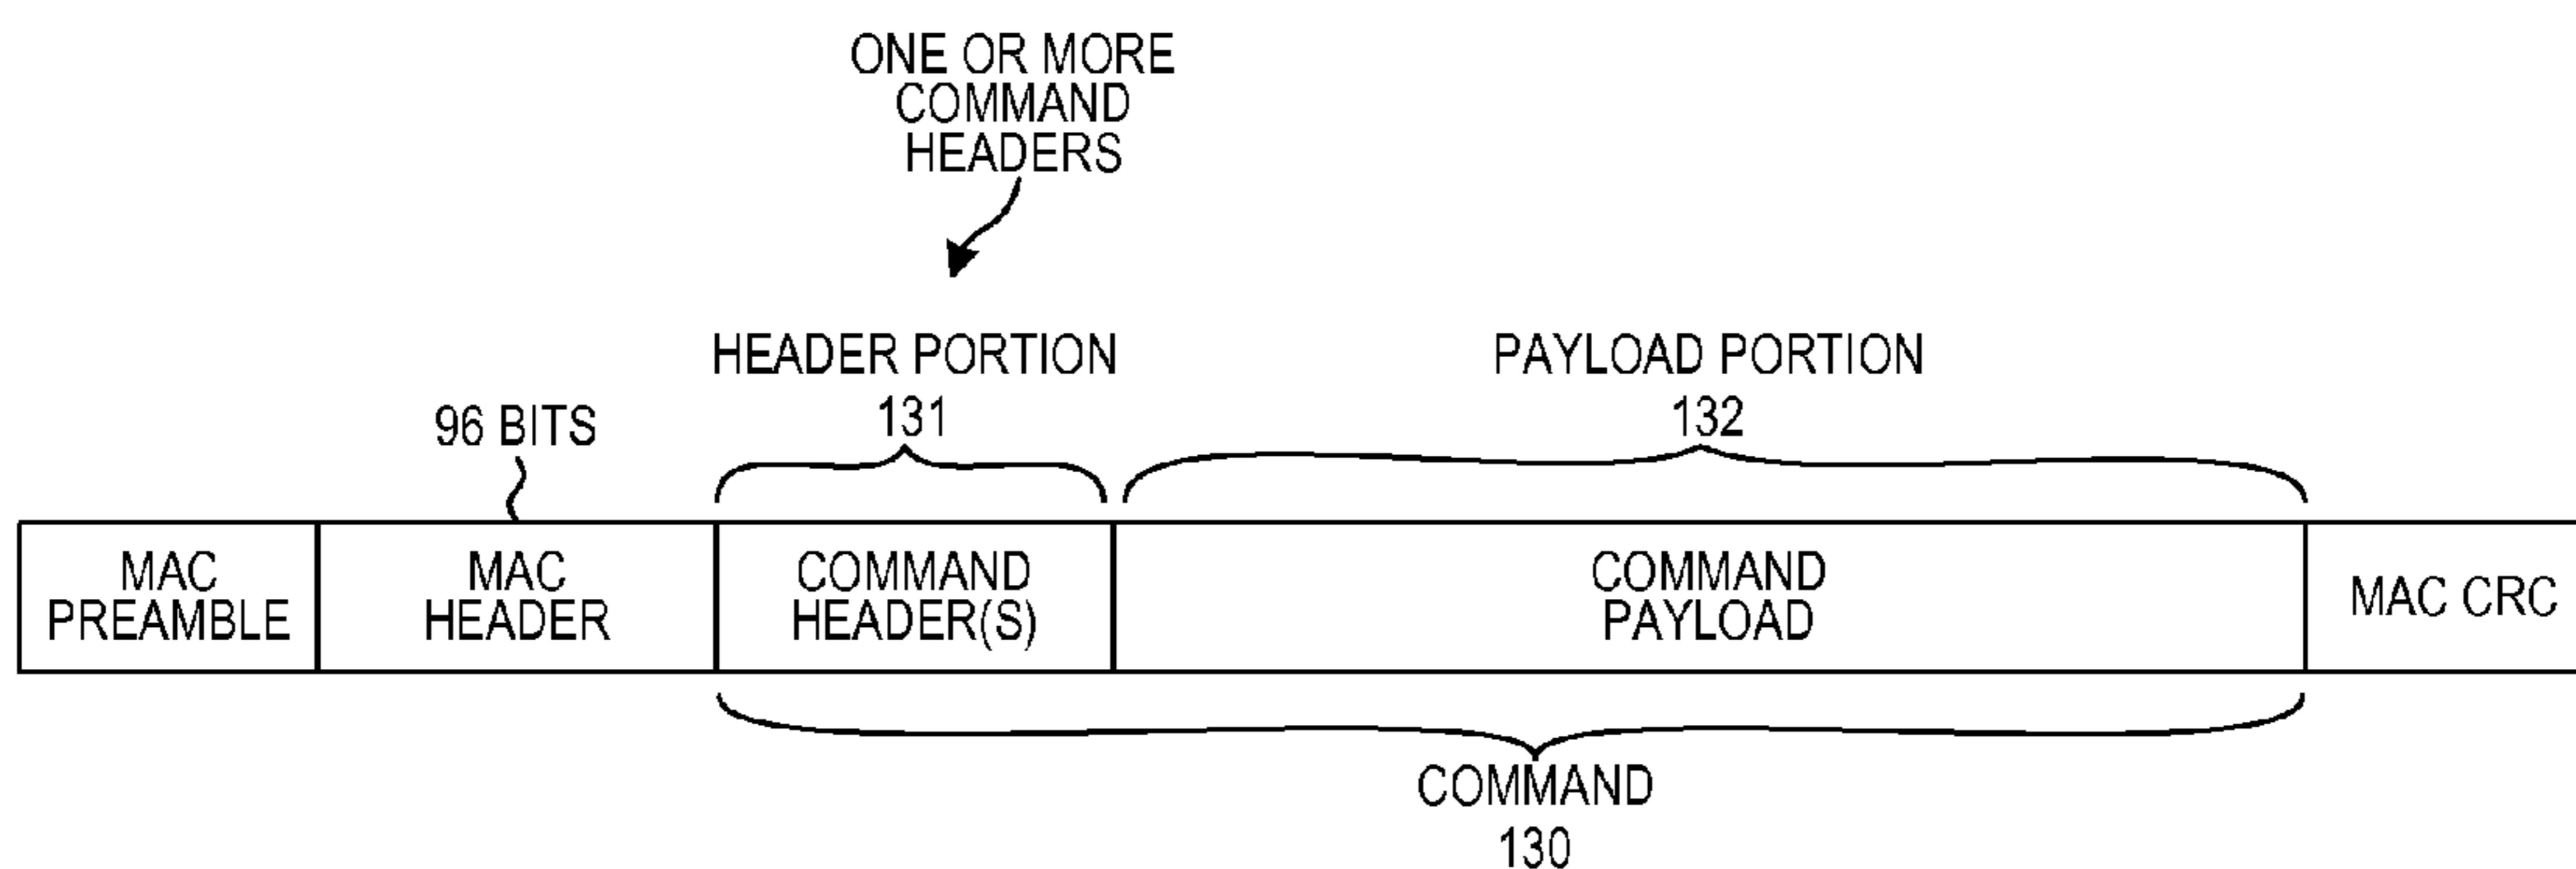 ONE OR MORE
COMMAND
HEADERS
HEADER PORTION
131
PAYLOAD PORTION
132
96 BITS
MAC
PREAMBLE
MAC
HEADER
COMMAND
HEADER(S)
COMMAND
PAYLOAD
MAC CRC
COMMAND
130